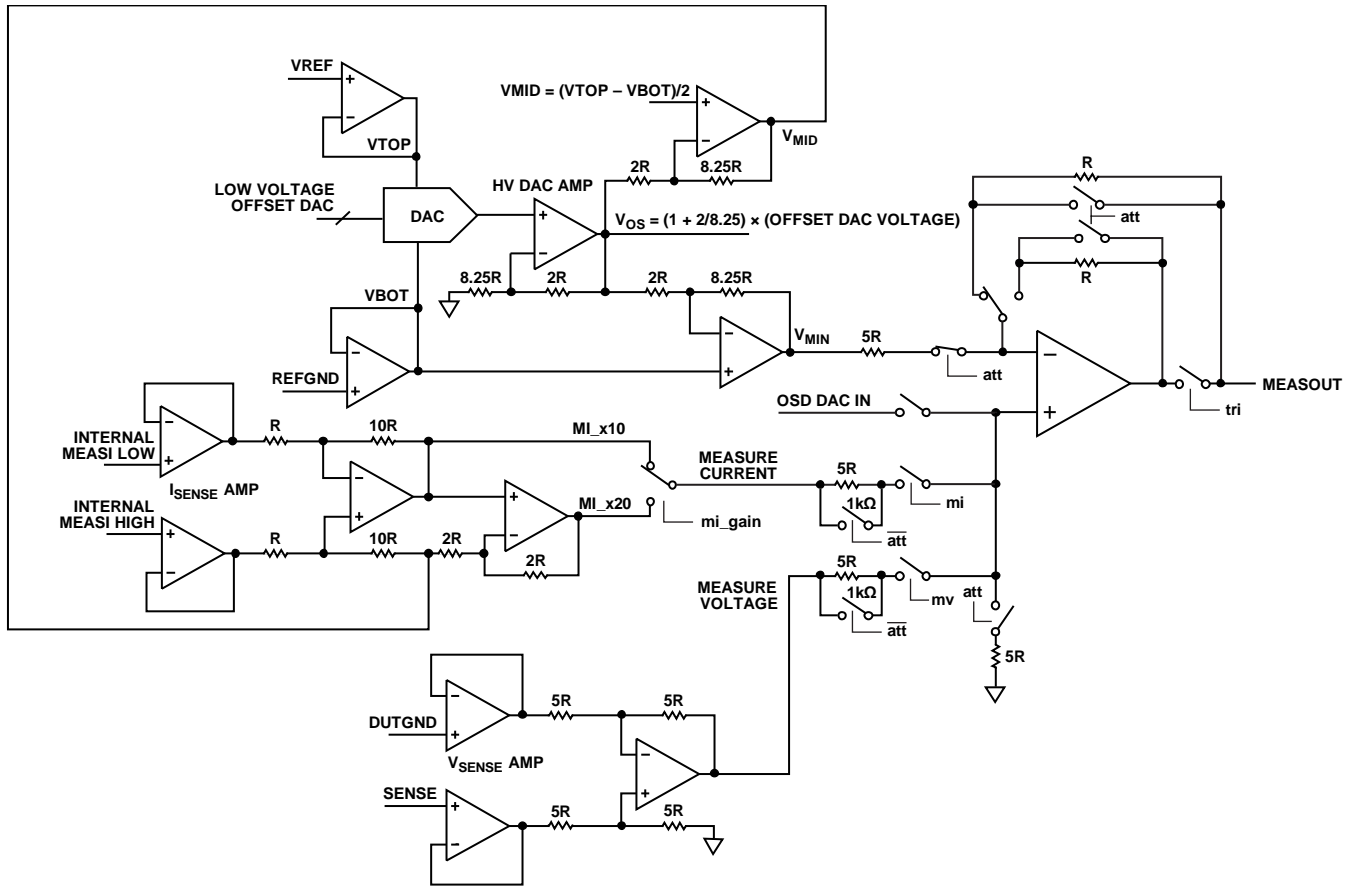 VREF
VTOP
VMID = (VTOP – VBOT)/2
VMID
2R
8.25R
LOW VOLTAGE
OFFSET DAC
DAC
HV DAC AMP
VOS = (1 + 2/8.25) × (OFFSET DAC VOLTAGE)
8.25R
2R
2R
8.25R
VBOT
REFGND
VMIN
5R
att
R
att
R
MEASOUT
tri
OSD DAC IN
INTERNAL
MEASI LOW
ISENSE AMP
INTERNAL
MEASI HIGH
R
10R
R
10R
2R
2R
MI_x10
MI_x20
mi_gain
MEASURE
CURRENT
5R
1kΩ
att
mi
MEASURE
VOLTAGE
5R
1kΩ
att
mv
att
5R
DUTGND
VSENSE AMP
SENSE
5R
5R
5R
5R